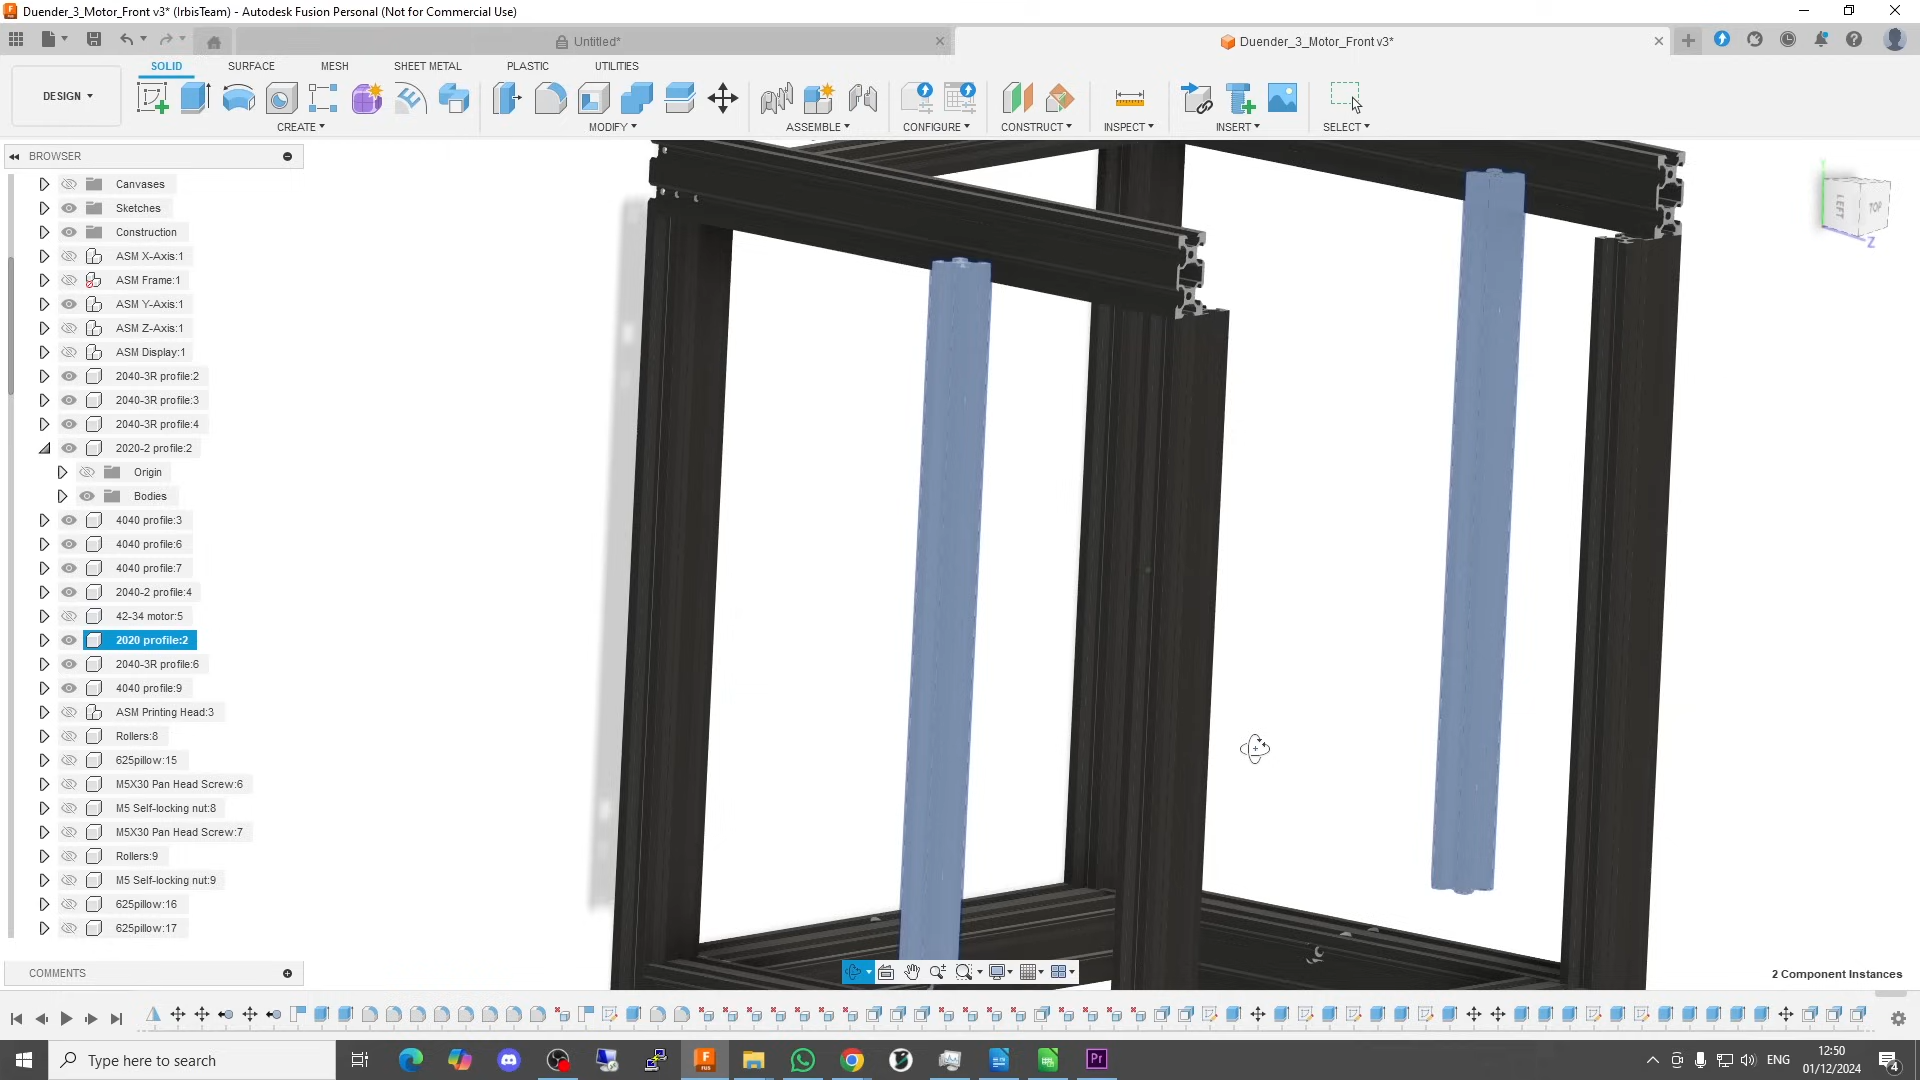 Duender_3_Motor_Front v3* (IrbisTeam) - Autodesk Fusion Personal (Not for Commercial Use)
Untitled*
Duender_3_Motor_Front v3*
DESIGN
SOLID
SURFACE
MESH
SHEET METAL
PLASTIC
UTILITIES
CREATE
MODIFY
ASSEMBLE
CONFIGURE
CONSTRUCT
INSPECT
INSERT
SELECT
BROWSER
Canvases
Sketches
Construction
ASM X-Axis:1
ASM Frame:1
ASM Y-Axis:1
ASM Z-Axis:1
ASM Display:1
2040-3R profile:2
2040-3R profile:3
2040-3R profile:4
2020-2 profile:2
Origin
Bodies
4040 profile:3
4040 profile:6
4040 profile:7
2040-2 profile:4
42-34 motor:5
2020 profile:2
2040-3R profile:6
4040 profile:9
ASM Printing Head:3
Rollers:8
625pillow:15
M5X30 Pan Head Screw:6
M5 Self-locking nut:8
M5X30 Pan Head Screw:7
Rollers:9
M5 Self-locking nut:9
625pillow:16
625pillow:17
LEFT
TOP
Z
COMMENTS
2 Component Instances
Type here to search
ENG
12:50
01/12/2024
4